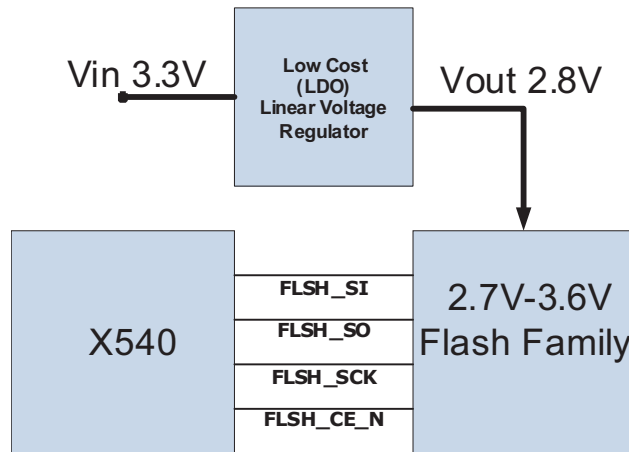 Vin 3.3V
Low Cost
(LDO)
Linear Voltage
Regulator
Vout 2.8V
X540
FLSH_SI
FLSH_SO
FLSH_SCK
FLSH_CE_N
2.7V-3.6V
Flash Family